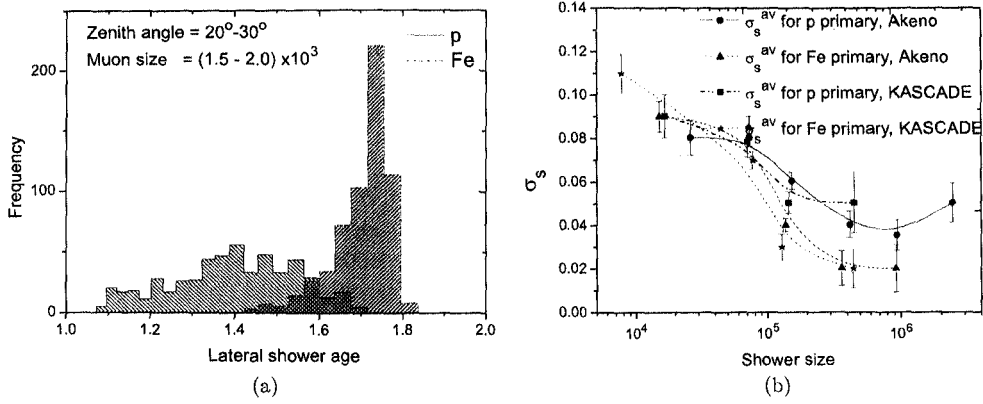 Zenith angle = 20°-30°
Muon size = (1.5 - 2.0) x10³
p
Fe
200
100
0
Frequency
1.0
1.2
1.4
1.6
1.8
2.0
Lateral shower age
(a)
0.14
0.12
0.10
0.08
0.06
0.04
0.02
0.00
σs
σs av for p primary, Akeno
σs av for Fe primary, Akeno
σs av for p primary, KASCADE
σs av for Fe primary, KASCADE
10⁴
10⁵
10⁶
Shower size
(b)